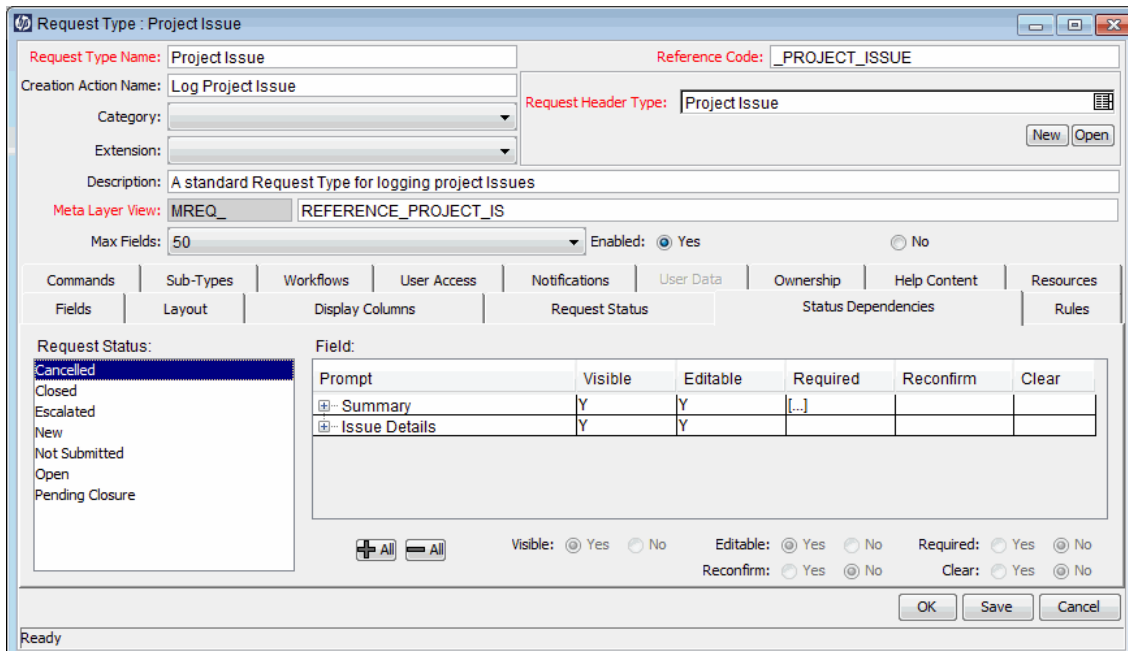 hp Request Type : Project Issue
Request Type Name: Project Issue Reference Code: _PROJECT_ISSUE
Creation Action Name: Log Project Issue
Request Header Type: Project Issue
Category:
New Open
Extension:
Description: A standard Request Type for logging project Issues
Meta Layer View: MREQ_ REFERENCE_PROJECT_IS
Max Fields: 50 Enabled: Yes No
Commands Sub-Types Workflows User Access Notifications User Data Ownership Help Content Resources
Fields Layout Display Columns Request Status Status Dependencies Rules
Request Status: Field:
Cancelled
Closed
Escalated
New
Not Submitted
Open
Pending Closure
Prompt Visible Editable Required Reconfirm Clear
Summary Y Y [...]
Issue Details Y Y
All All Visible: Yes No Editable: Yes No Required: Yes No
Reconfirm: Yes No Clear: Yes No
OK Save Cancel
Ready